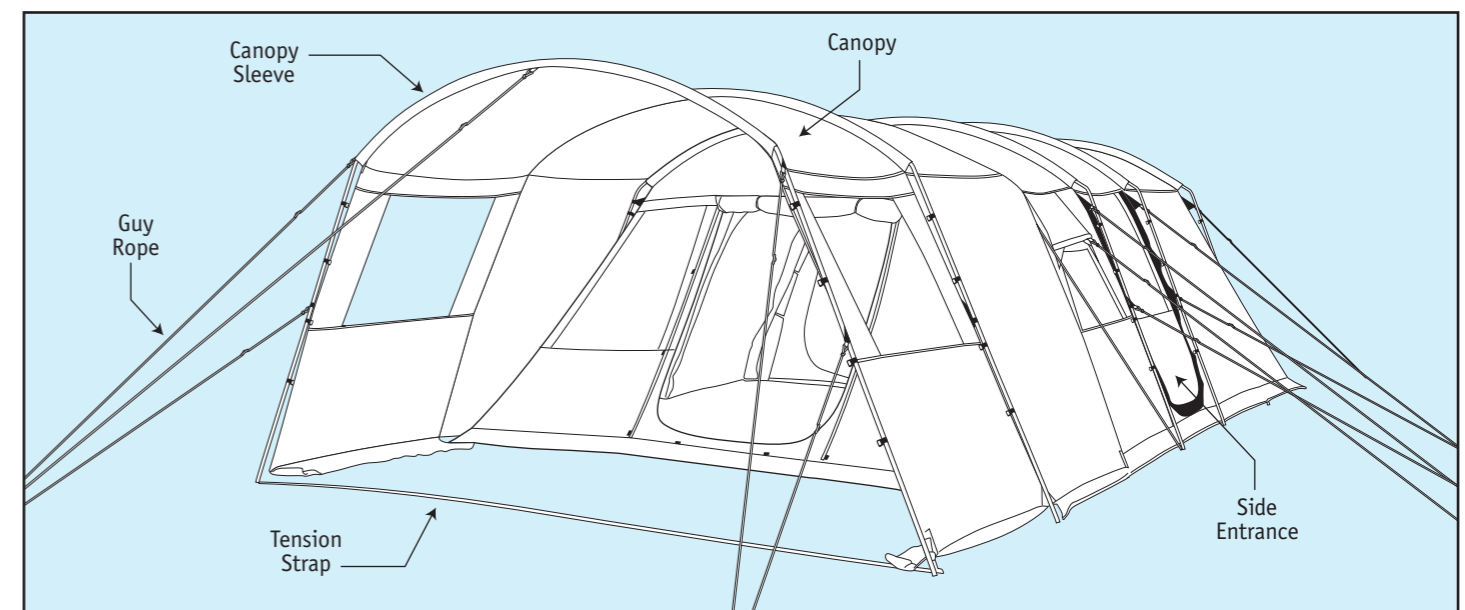 Canopy
Sleeve
Canopy
Guy
Rope
Tension
Strap
Side
Entrance